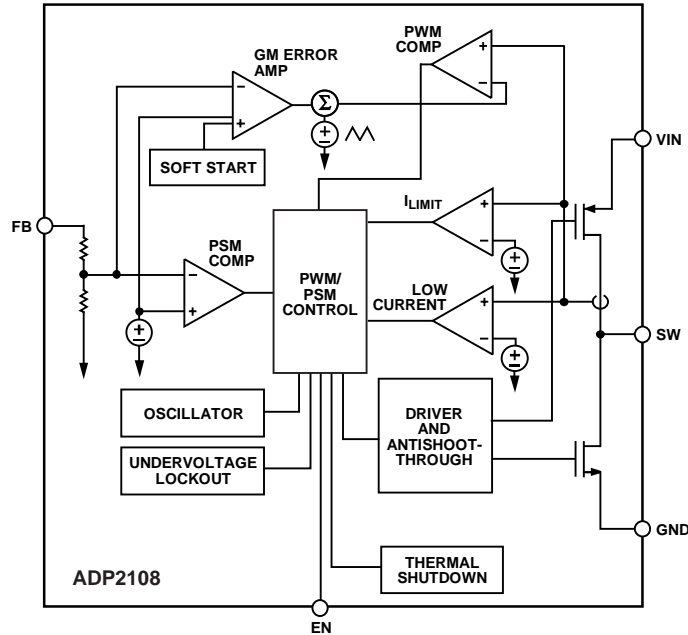 GM ERROR
AMP
PWM
COMP
SOFT START
VIN
FB
PSM
COMP
PWM/
PSM
CONTROL
ILIMIT
LOW
CURRENT
SW
OSCILLATOR
UNDERVOLTAGE
LOCKOUT
DRIVER
AND
ANTISHOOT-
THROUGH
GND
THERMAL
SHUTDOWN
ADP2108
EN
Σ